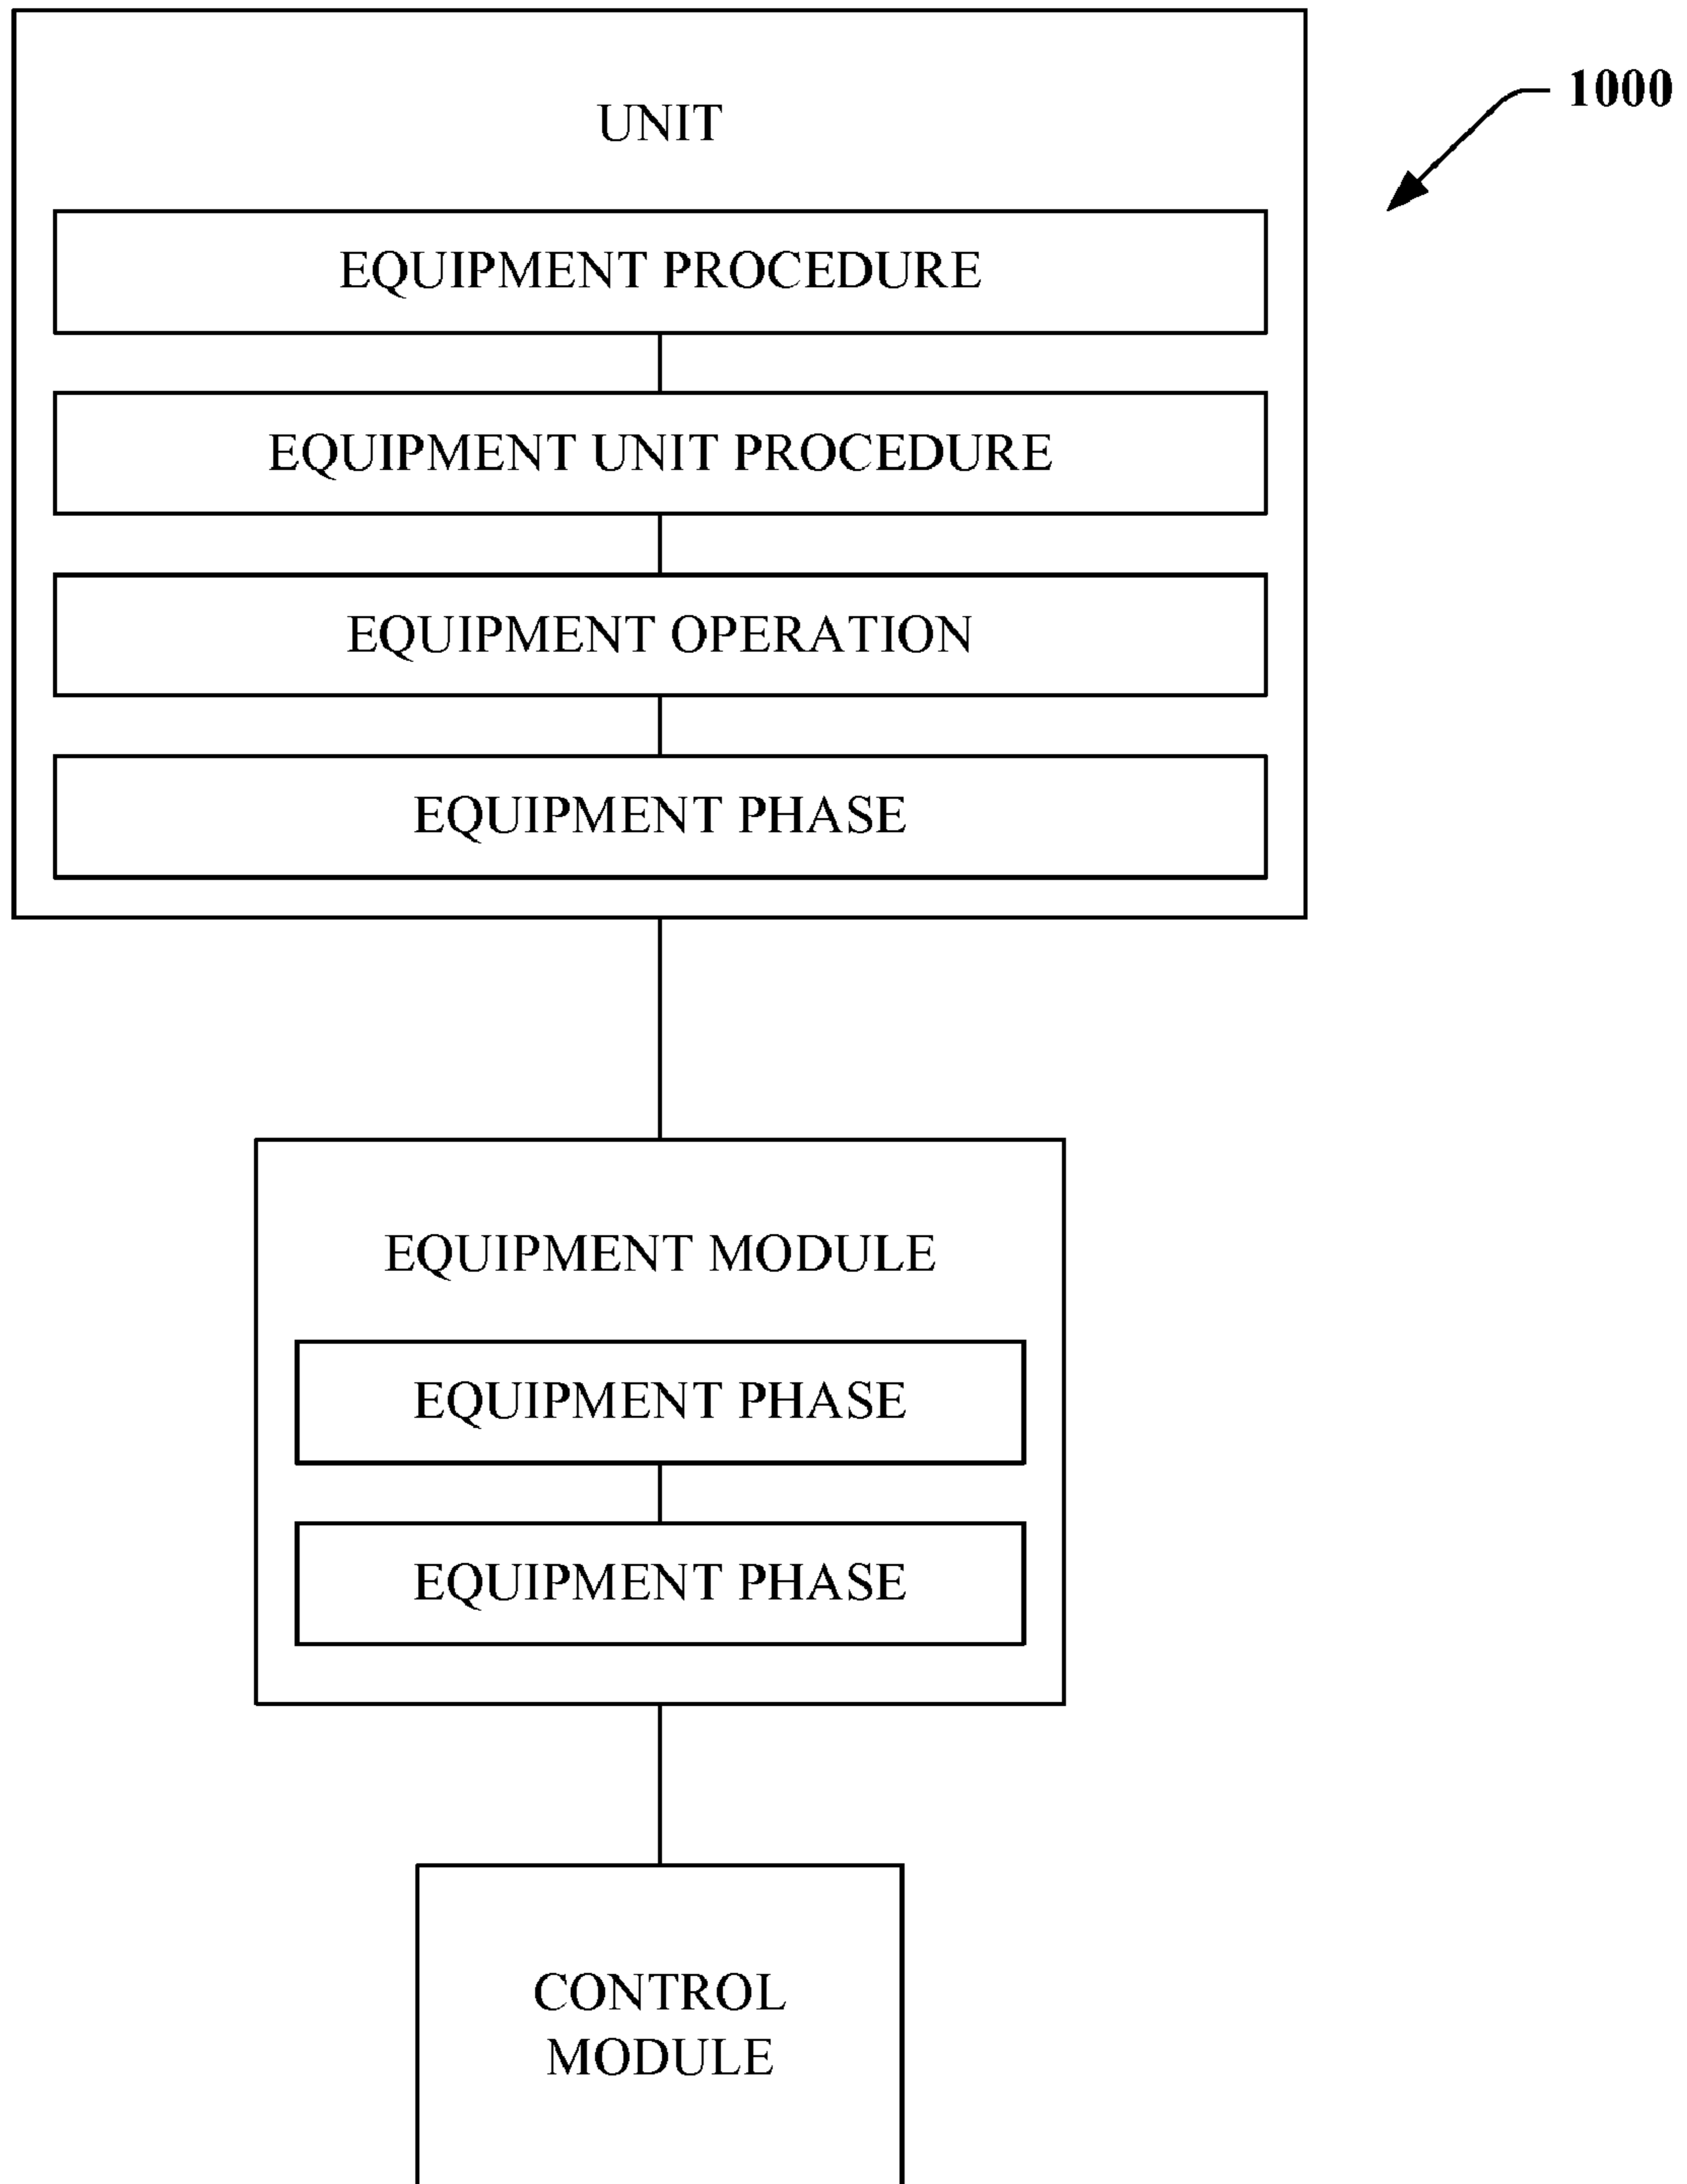 1000
UNIT
EQUIPMENT PROCEDURE
EQUIPMENT UNIT PROCEDURE
EQUIPMENT OPERATION
EQUIPMENT PHASE
EQUIPMENT MODULE
EQUIPMENT PHASE
EQUIPMENT PHASE
CONTROL
MODULE